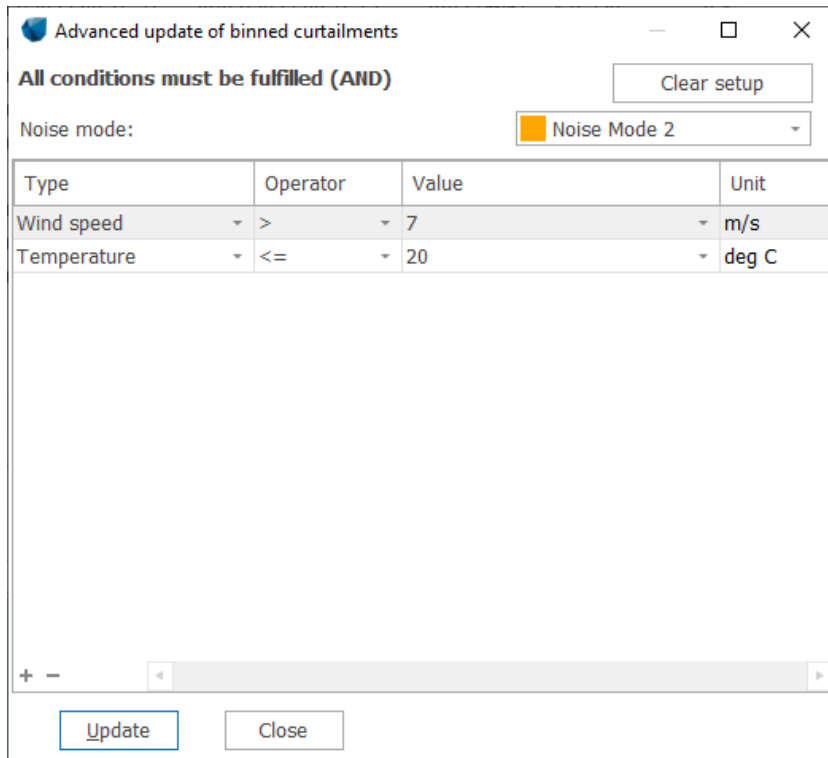 Advanced update of binned curtailments
All conditions must be fulfilled (AND)
Clear setup
Noise mode:
Noise Mode 2
Type Operator Value Unit
Wind speed > 7 m/s
Temperature <= 20 deg C
+ −
Update Close